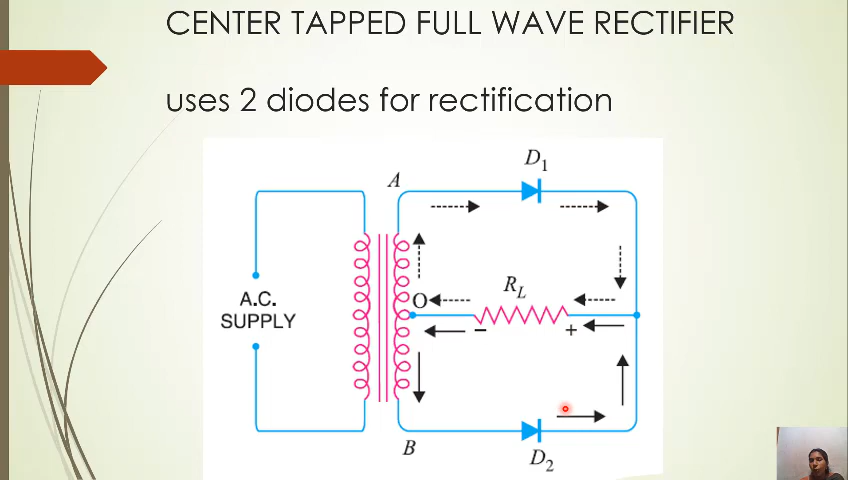 CENTER TAPPED FULL WAVE RECTIFIER
uses 2 diodes for rectification
D1
A
RL
O
A.C.
SUPPLY
− +
B
D2